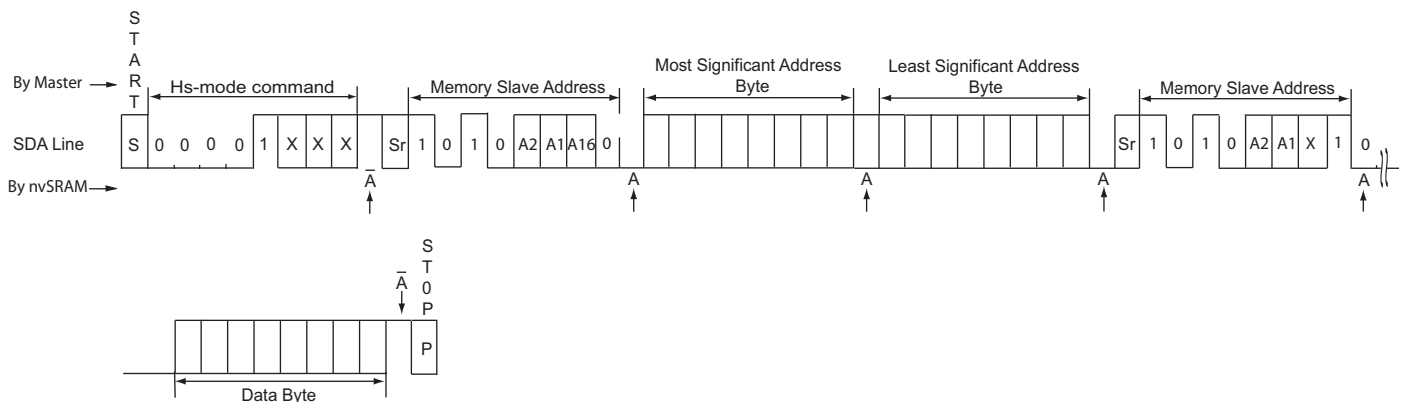 START
By Master
Hs-mode command
Memory Slave Address
Most Significant Address
Byte
Least Significant Address
Byte
Memory Slave Address
SDA Line
S 0 0 0 0 1 X X X Sr 1 0 1 0 A2 A1 A16 0 Sr 1 0 1 0 A2 A1 X 1 0
By nvSRAM
A̅ A A A A
ST0P
A̅
P
Data Byte